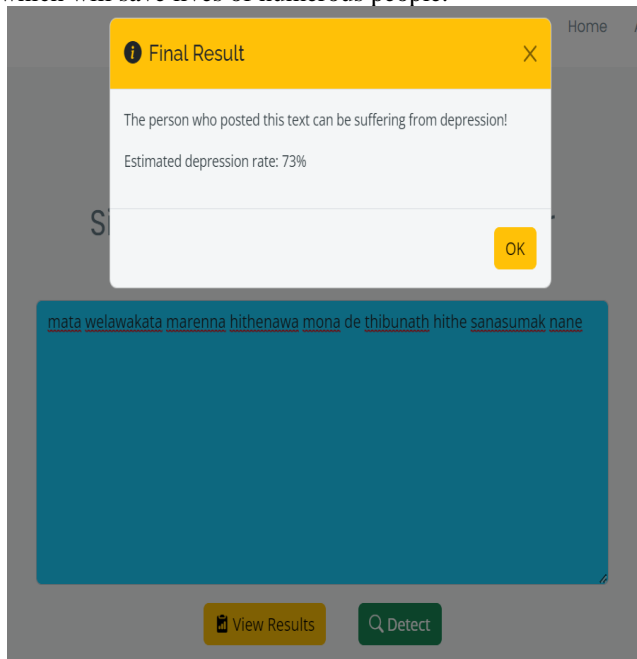 which will save lives of numerous people.
Home
Final Result
The person who posted this text can be suffering from depression!
Estimated depression rate: 73%
OK
mata welawakata marenna hithenawa mona de thibunath hithe sanasumak nane
View Results
Detect